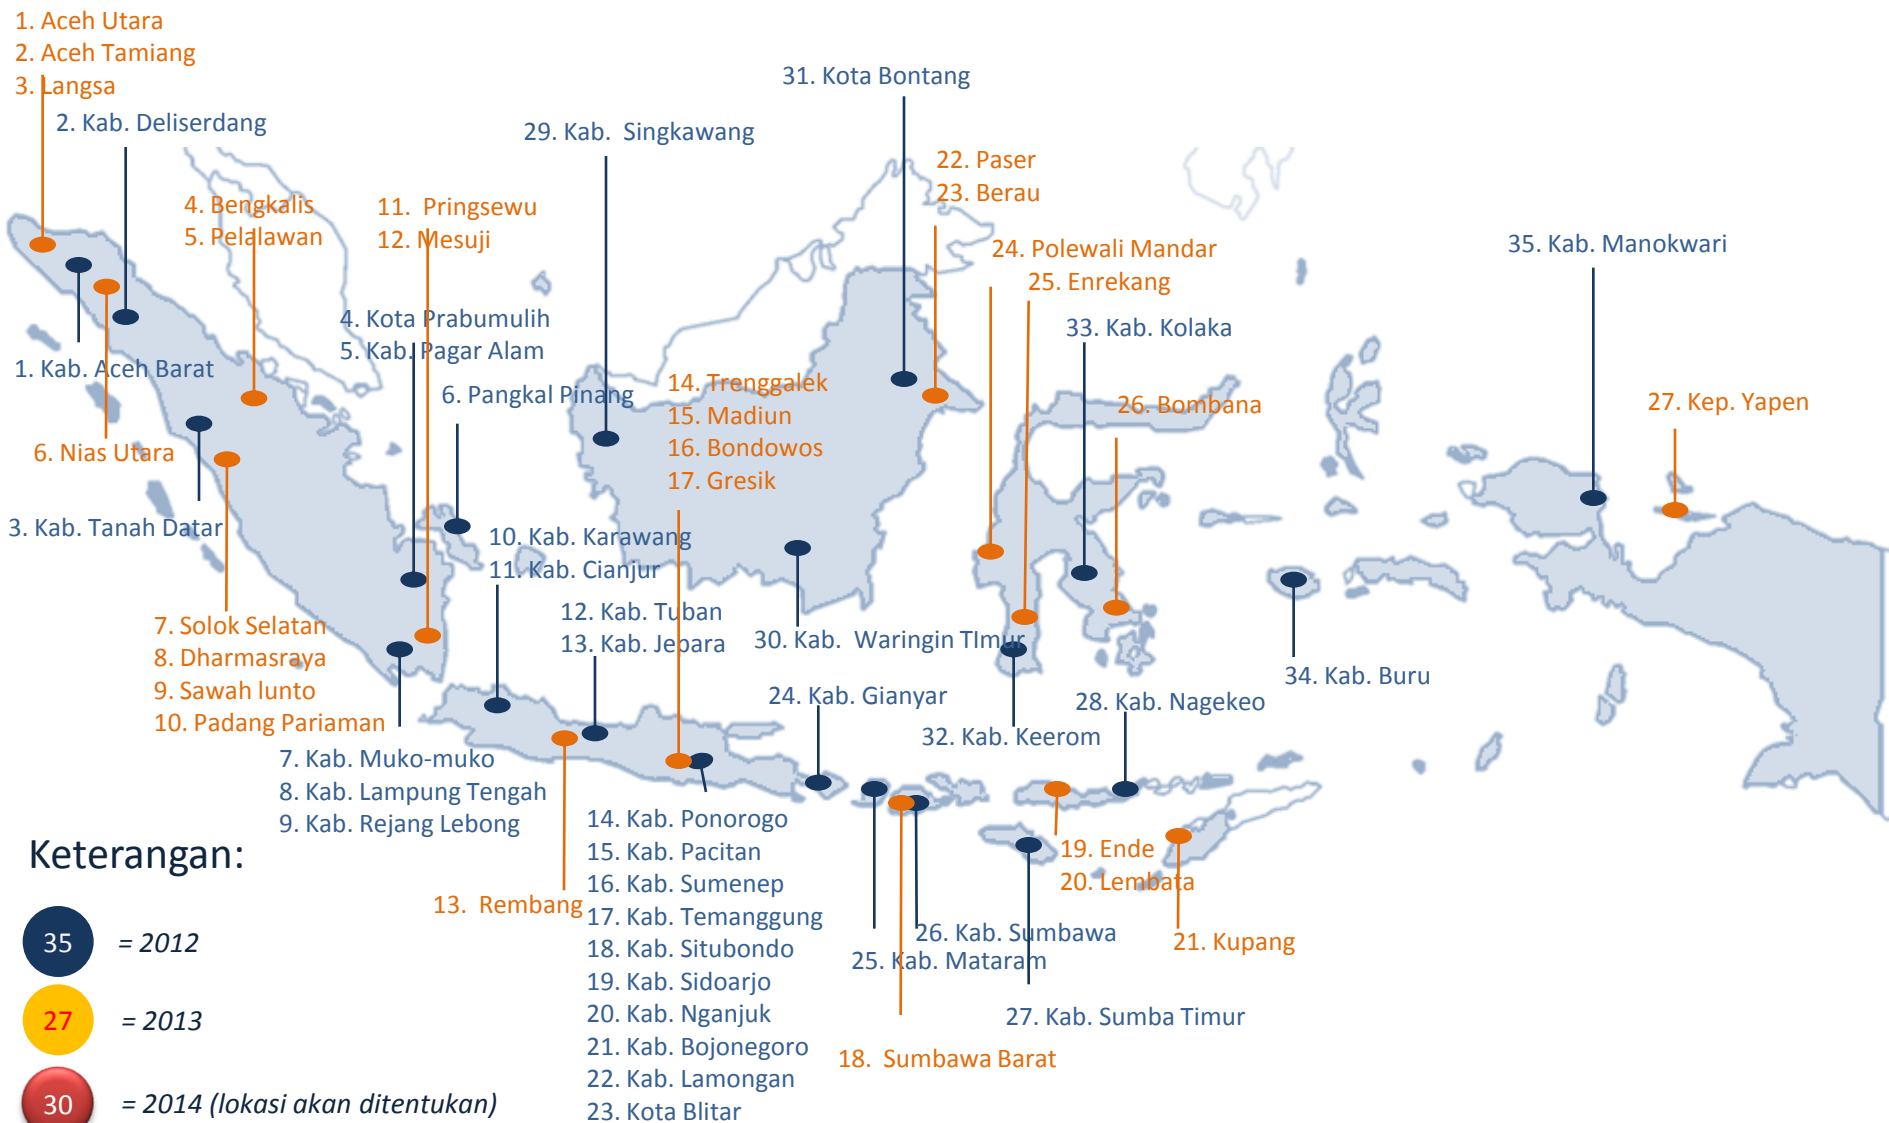 1. Aceh Utara
2. Aceh Tamiang
3. Langsa
2. Kab. Deliserdang
29. Kab. Singkawang
31. Kota Bontang
22. Paser
23. Berau
4. Bengkalis
5. Pelalawan
11. Pringsewu
12. Mesuji
24. Polewali Mandar
25. Enrekang
35. Kab. Manokwari
4. Kota Prabumulih
5. Kab. Pagar Alam
33. Kab. Kolaka
1. Kab. Aceh Barat
6. Pangkal Pinang
14. Trenggalek
15. Madiun
16. Bondowos
17. Gresik
26. Bombana
27. Kep. Yapen
6. Nias Utara
3. Kab. Tanah Datar
10. Kab. Karawang
11. Kab. Cianjur
12. Kab. Tuban
13. Kab. Jepara
30. Kab. Waringin TImur
7. Solok Selatan
8. Dharmasraya
9. Sawah lunto
10. Padang Pariaman
34. Kab. Buru
24. Kab. Gianyar
28. Kab. Nagekeo
32. Kab. Keerom
7. Kab. Muko-muko
8. Kab. Lampung Tengah
9. Kab. Rejang Lebong
14. Kab. Ponorogo
15. Kab. Pacitan
16. Kab. Sumenep
17. Kab. Temanggung
18. Kab. Situbondo
19. Kab. Sidoarjo
20. Kab. Nganjuk
21. Kab. Bojonegoro
22. Kab. Lamongan
23. Kota Blitar
19. Ende
20. Lembata
13. Rembang
26. Kab. Sumbawa
25. Kab. Mataram
21. Kupang
27. Kab. Sumba Timur
18. Sumbawa Barat
Keterangan:
35 = 2012
27 = 2013
30 = 2014 (lokasi akan ditentukan)